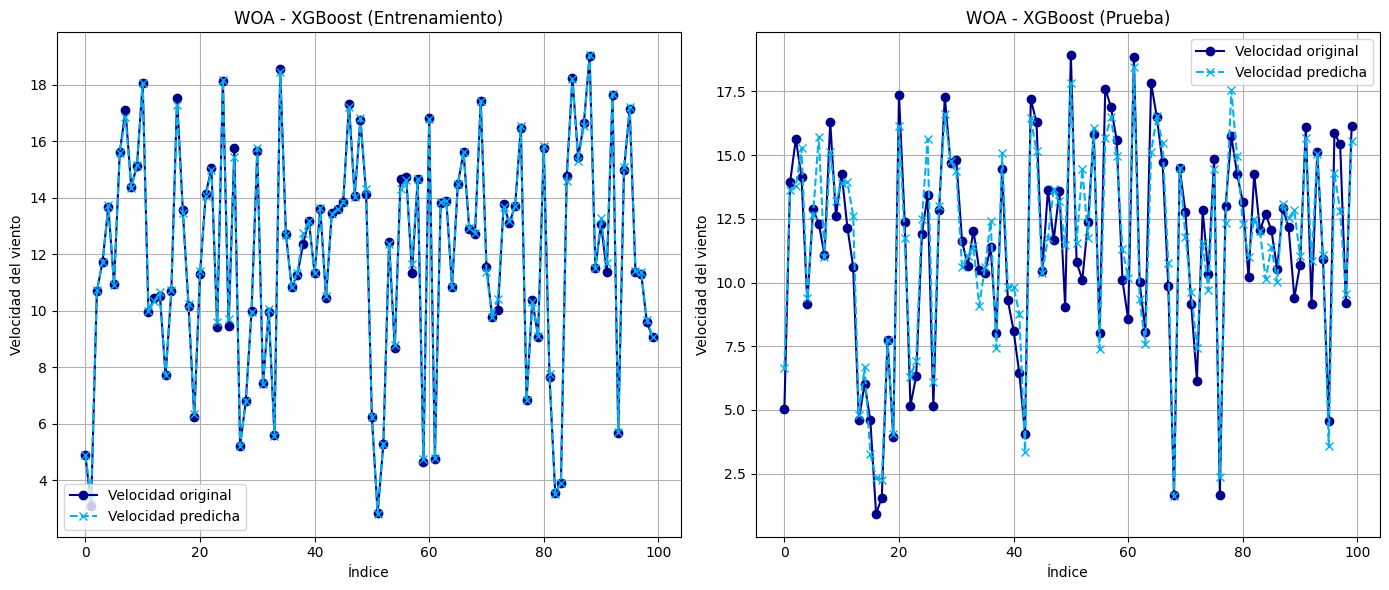 WOA - XGBoost (Entrenamiento)
Velocidad del viento
18
16
14
12
10
8
6
4
Velocidad original
Velocidad predicha
0
20
40
60
80
100
Índice
WOA - XGBoost (Prueba)
Velocidad original
Velocidad predicha
Velocidad del viento
17.5
15.0
12.5
10.0
7.5
5.0
2.5
0
20
40
60
80
100
Índice